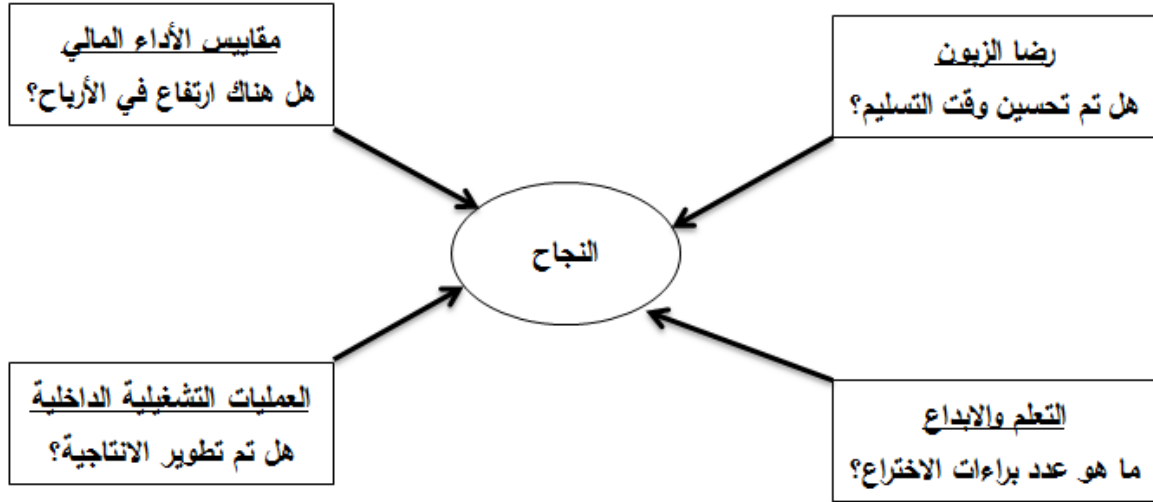 رضا الزبون
هل تم تحسين وقت التسليم؟
مقاييس الأداء المالي
هل هناك ارتفاع في الأرباح؟
النجاح
التعلم والابداع
ما هو عدد براءات الاختراع؟
العمليات التشغيلية الداخلية
هل تم تطوير الانتاجية؟